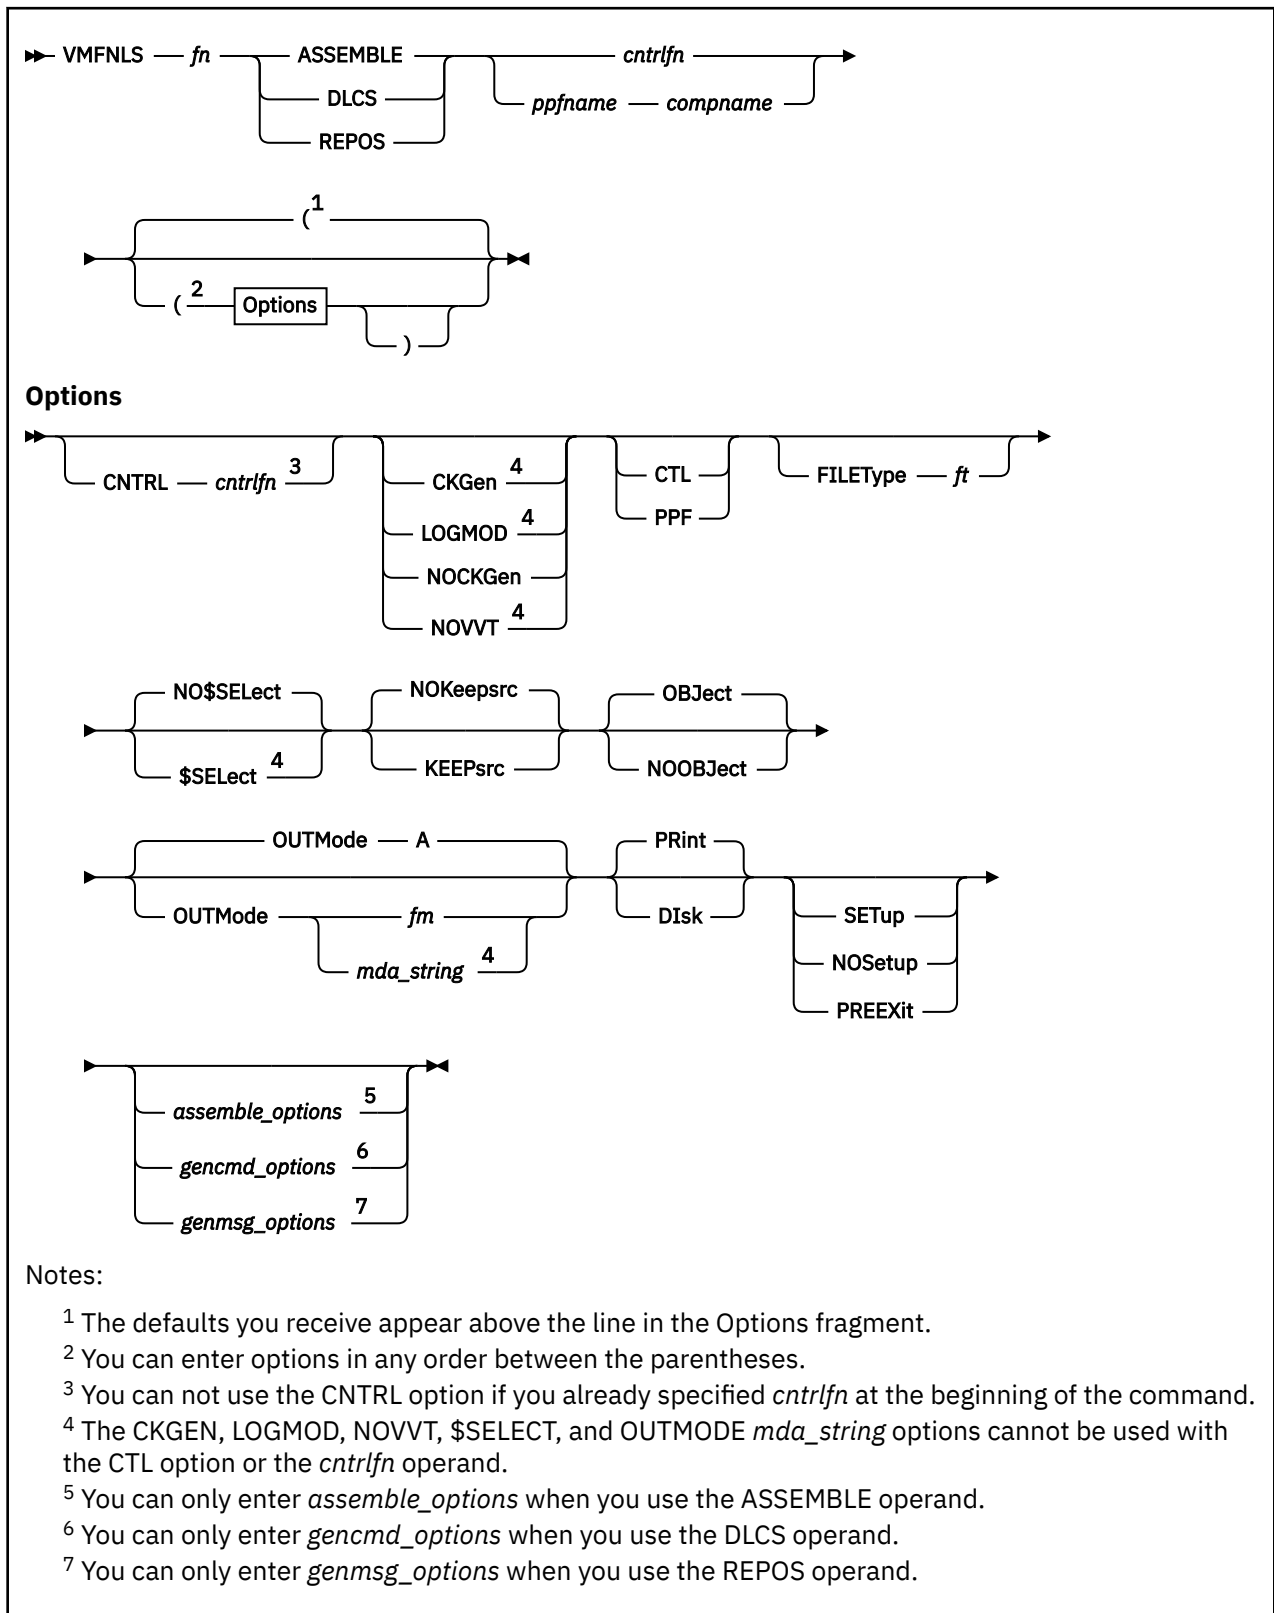 VMFNLS fn ASSEMBLE cntrlfn
DLCS ppfname compname
REPOS
( 1
( 2 Options
)
Options
CNTRL cntrlfn 3 CKGen 4 CTL FILEType ft
LOGMOD 4 PPF
NOCKGen
NOVVT 4
NO$SELect NOKeepsrc OBJect
$SELect 4 KEEPsrc NOOBJect
OUTMode A PRint
OUTMode fm DIsk SETup
mda_string 4 NOSetup
PREEXit
assemble_options 5
gencmd_options 6
genmsg_options 7
Notes:
1 The defaults you receive appear above the line in the Options fragment.
2 You can enter options in any order between the parentheses.
3 You can not use the CNTRL option if you already specified cntrlfn at the beginning of the command.
4 The CKGEN, LOGMOD, NOVVT, $SELECT, and OUTMODE mda_string options cannot be used with
the CTL option or the cntrlfn operand.
5 You can only enter assemble_options when you use the ASSEMBLE operand.
6 You can only enter gencmd_options when you use the DLCS operand.
7 You can only enter genmsg_options when you use the REPOS operand.